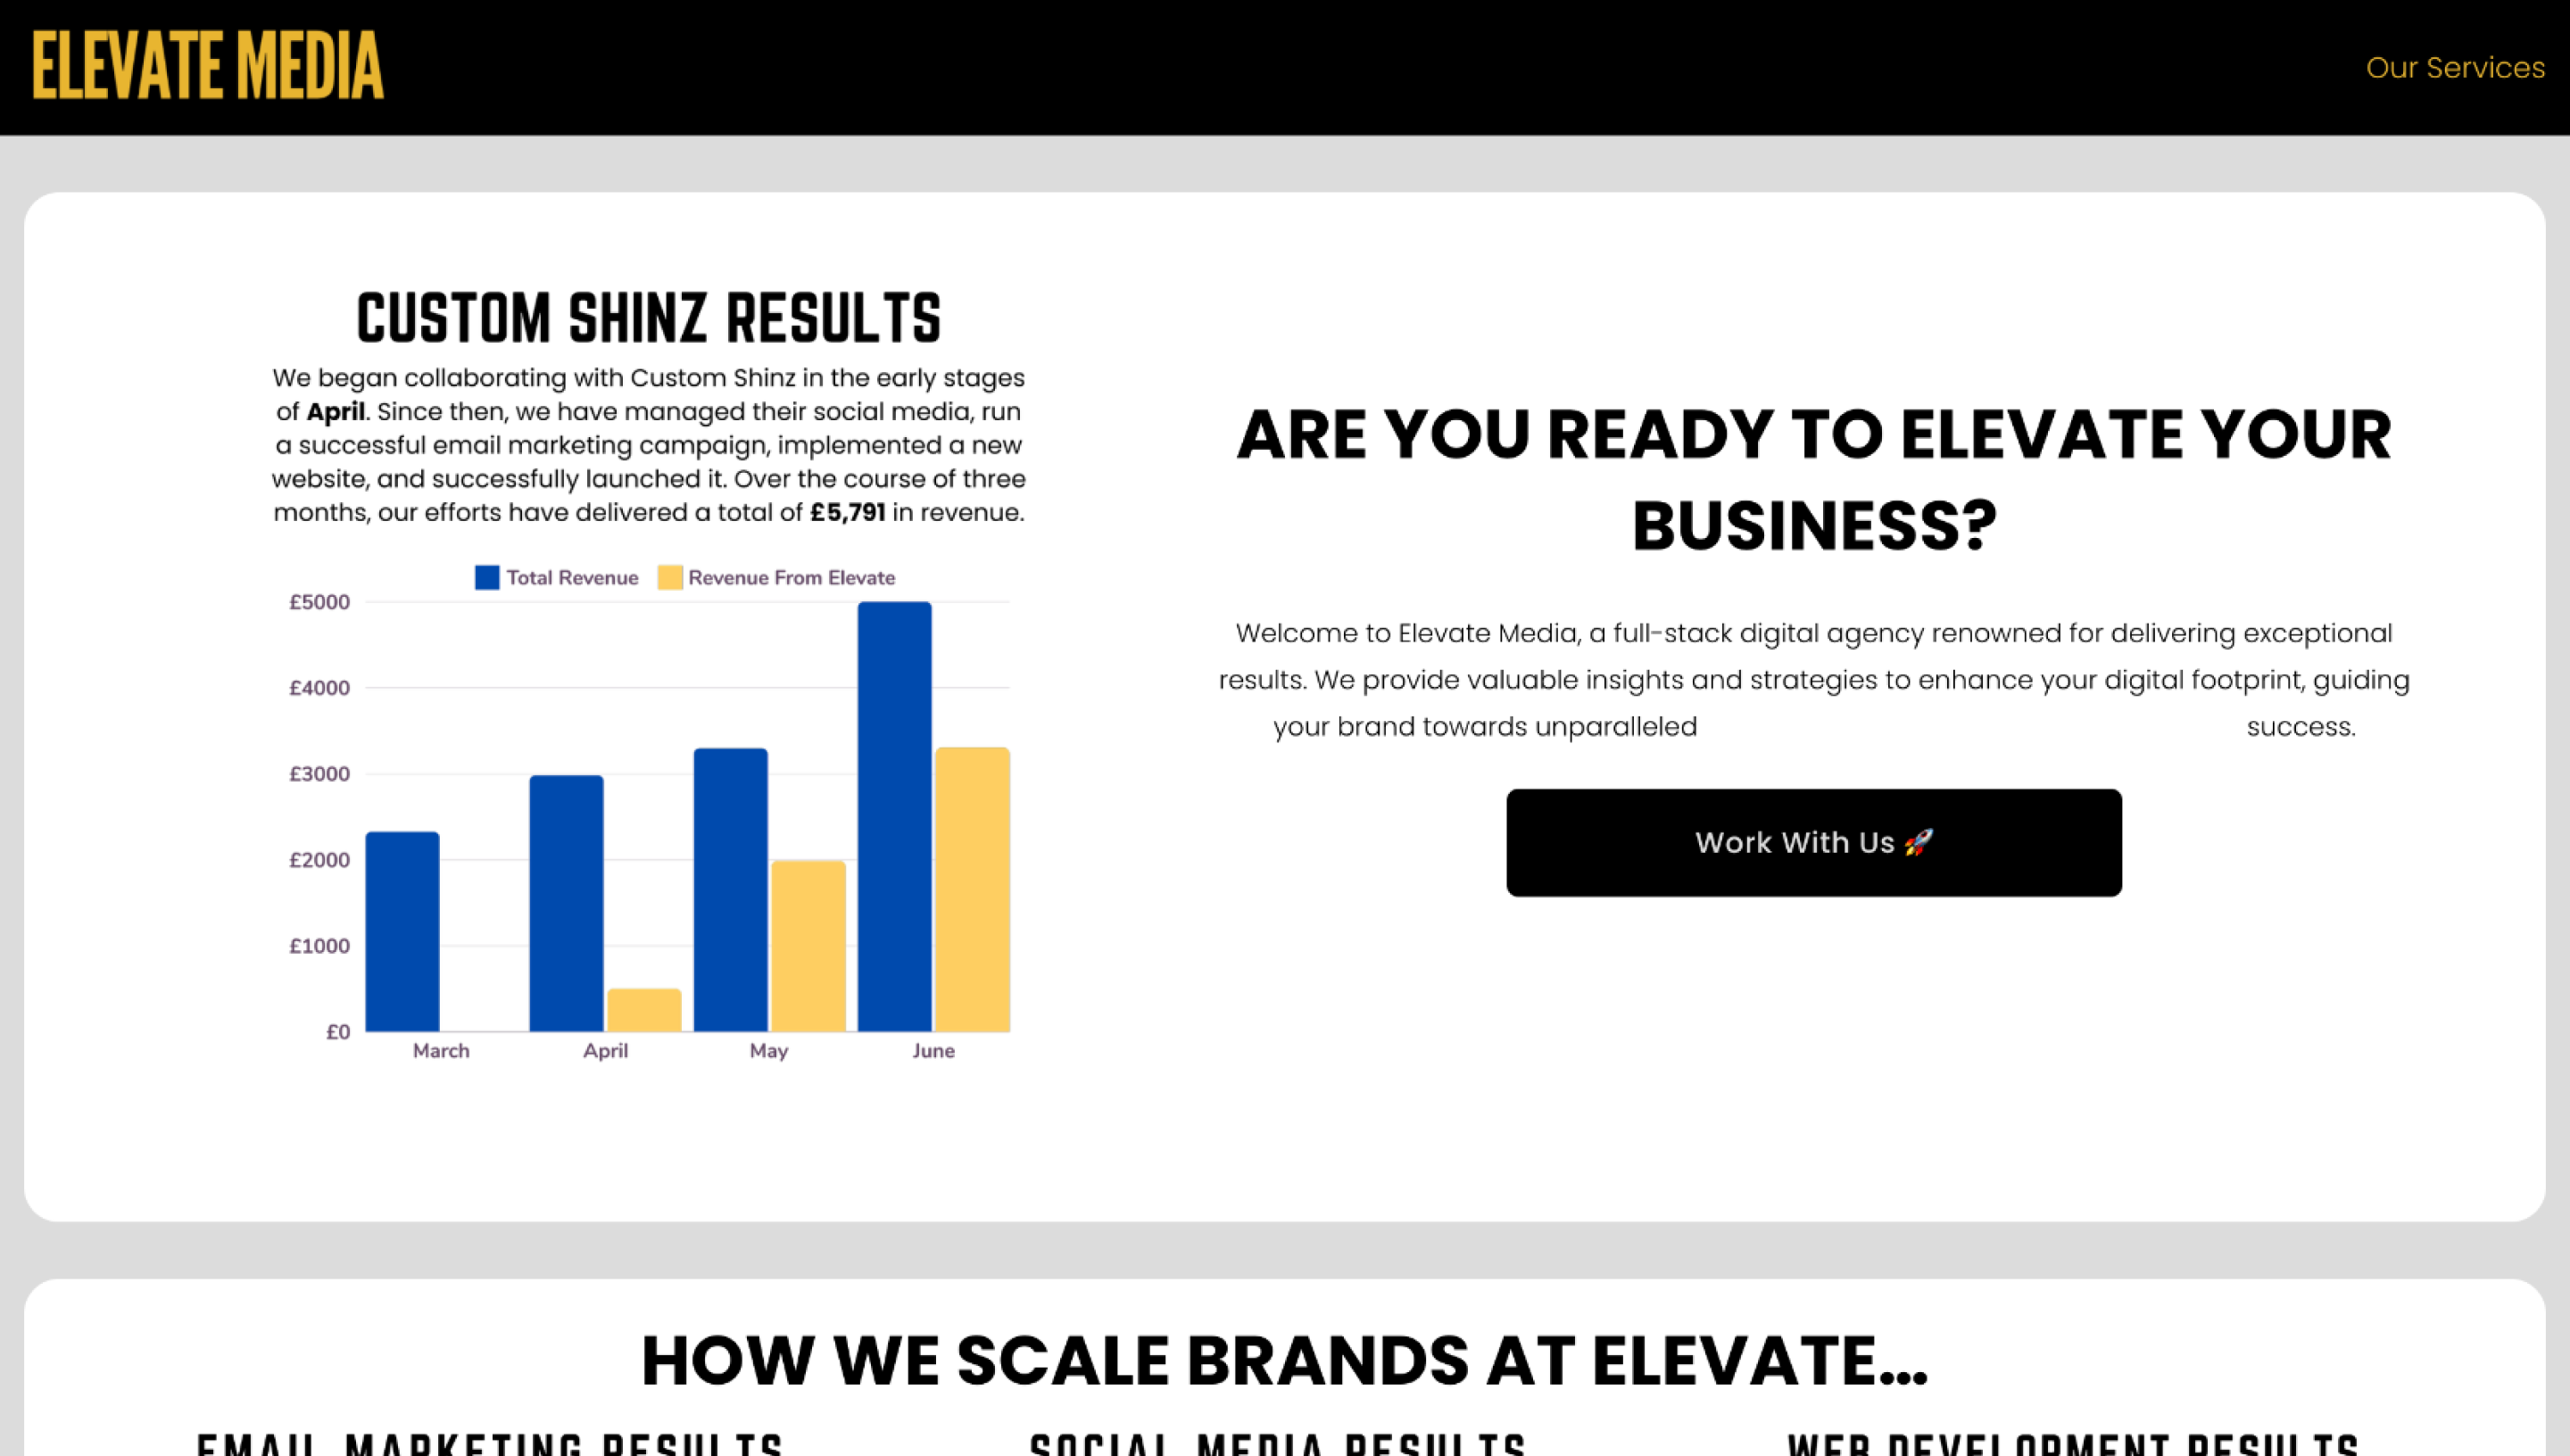 ELEVATE MEDIA
Our Services
CUSTOM SHINZ RESULTS
We began collaborating with Custom Shinz in the early stages
of April. Since then, we have managed their social media, run
a successful email marketing campaign, implemented a new
website, and successfully launched it. Over the course of three
months, our efforts have delivered a total of £5,791 in revenue.
Total Revenue Revenue From Elevate
£5000
£4000
£3000
£2000
£1000
£0
March April May June
ARE YOU READY TO ELEVATE YOUR
BUSINESS?
Welcome to Elevate Media, a full-stack digital agency renowned for delivering exceptional
results. We provide valuable insights and strategies to enhance your digital footprint, guiding
your brand towards unparalleled success.
Work With Us 🚀
HOW WE SCALE BRANDS AT ELEVATE...
EMAIL MARKETING RESULTS
SOCIAL MEDIA RESULTS
WEB DEVELOPMENT RESULTS